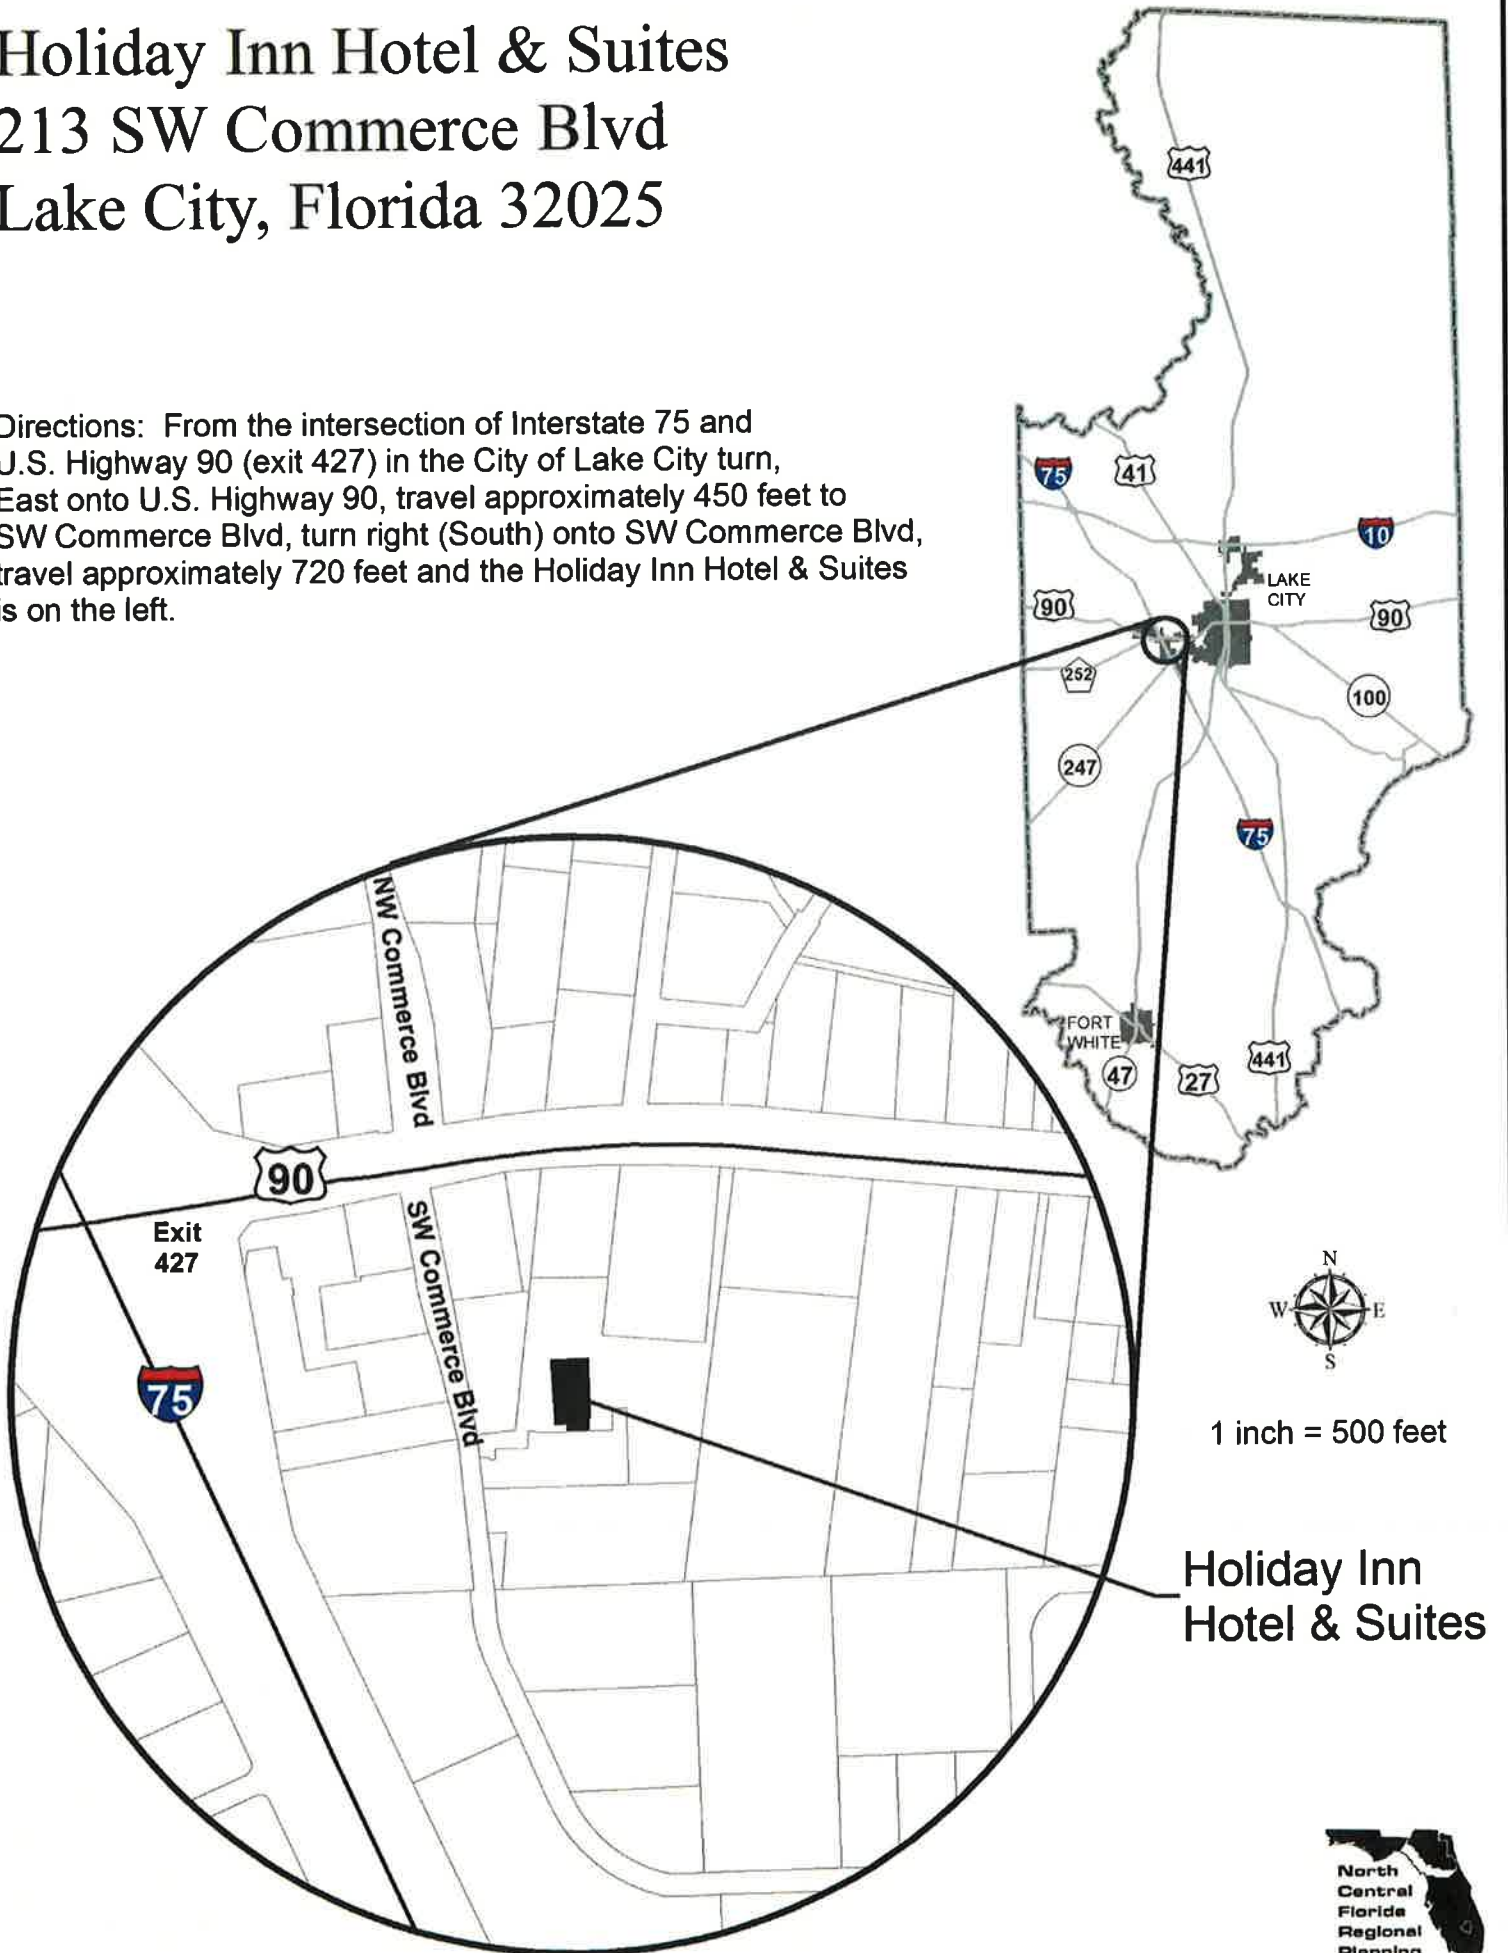 Holiday Inn Hotel & Suites
213 SW Commerce Blvd
Lake City, Florida 32025
Directions: From the intersection of Interstate 75 and
U.S. Highway 90 (exit 427) in the City of Lake City turn,
East onto U.S. Highway 90, travel approximately 450 feet to
SW Commerce Blvd, turn right (South) onto SW Commerce Blvd,
travel approximately 720 feet and the Holiday Inn Hotel & Suites
is on the left.
441
75
41
10
LAKE
CITY
90
90
252
100
247
75
FORT
WHITE
47
27
441
NW Commerce Blvd
90
Exit
427
SW Commerce Blvd
75
N
W
E
S
1 inch = 500 feet
Holiday Inn
Hotel & Suites
North
Central
Florida
Regional
Planning